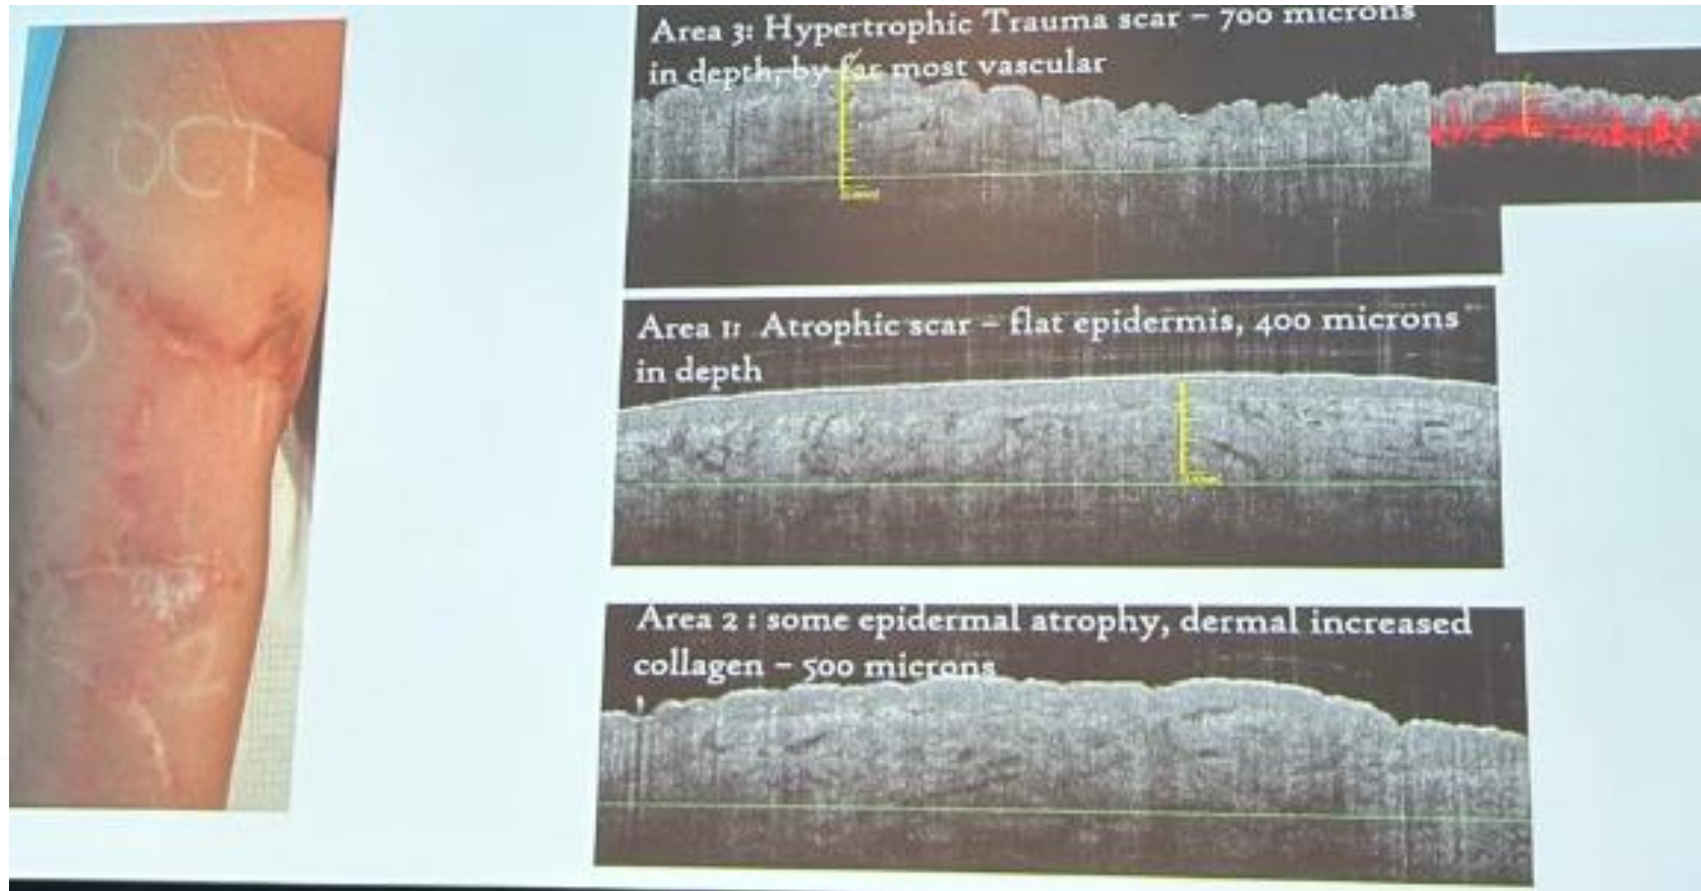 OCT
3
2
1
Area 3: Hypertrophic Trauma scar – 700 microns
in depth, by far most vascular
Area 1: Atrophic scar – flat epidermis, 400 microns
in depth
Area 2 : some epidermal atrophy, dermal increased
collagen – 500 microns